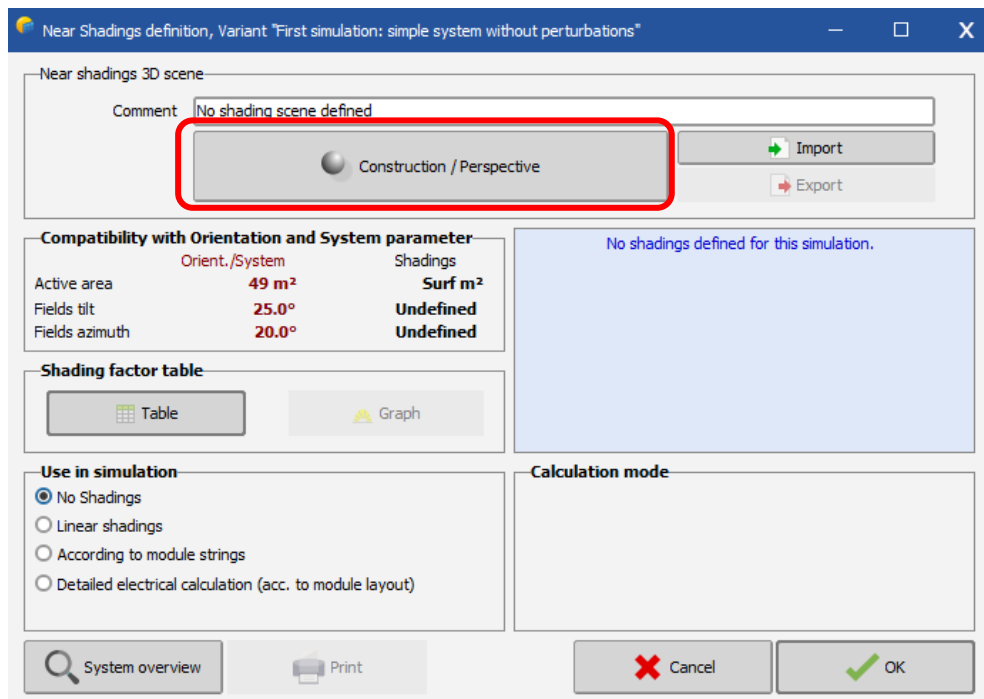 Near Shadings definition, Variant "First simulation: simple system without perturbations"
Near shadings 3D scene
Comment No shading scene defined
Construction / Perspective
Import
Export
Compatibility with Orientation and System parameter
Orient./System Shadings
Active area 49 m² Surf m²
Fields tilt 25.0° Undefined
Fields azimuth 20.0° Undefined
No shadings defined for this simulation.
Shading factor table
Table Graph
Use in simulation
No Shadings
Linear shadings
According to module strings
Detailed electrical calculation (acc. to module layout)
Calculation mode
System overview Print Cancel OK